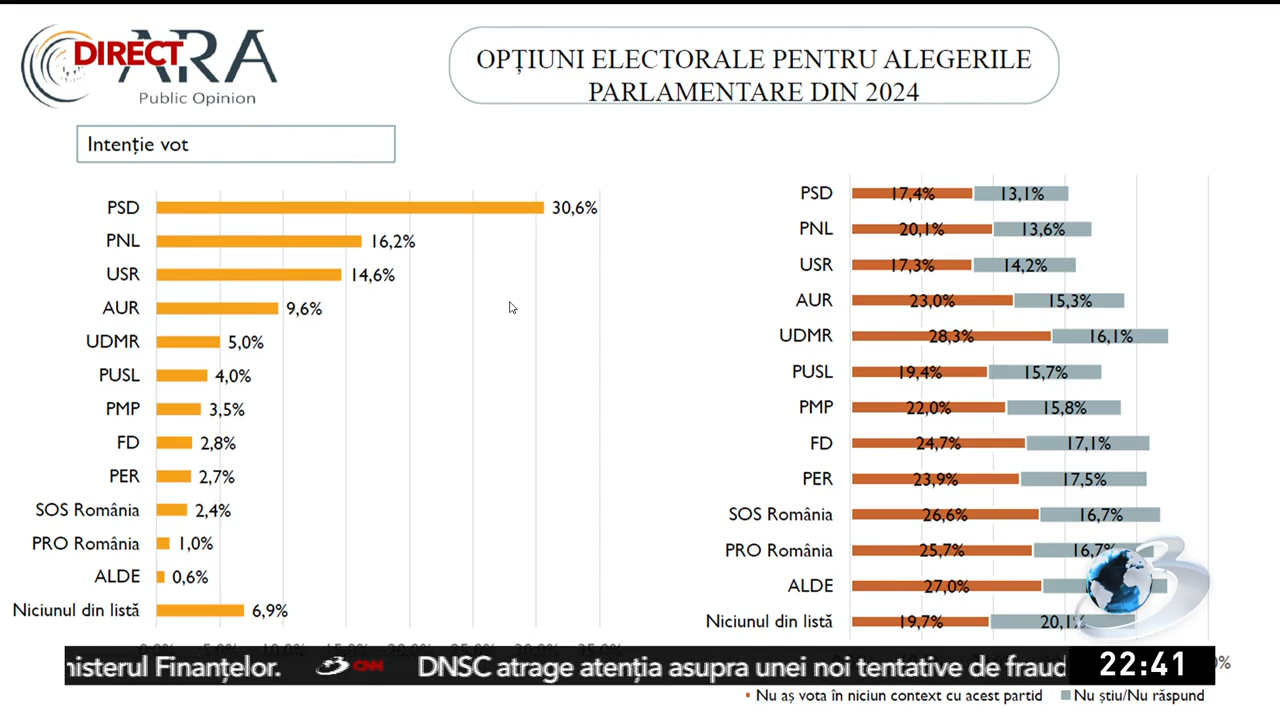 DIRECT
ARA
Public Opinion
OPȚIUNI ELECTORALE PENTRU ALEGERILE
PARLAMENTARE DIN 2024
Intenție vot
PSD 30,6%
PNL 16,2%
USR 14,6%
AUR 9,6%
UDMR 5,0%
PUSL 4,0%
PMP 3,5%
FD 2,8%
PER 2,7%
SOS România 2,4%
PRO România 1,0%
ALDE 0,6%
Niciunul din listă 6,9%
PSD 17,4% 13,1%
PNL 20,1% 13,6%
USR 17,3% 14,2%
AUR 23,0% 15,3%
UDMR 28,3% 16,1%
PUSL 19,4% 15,7%
PMP 22,0% 15,8%
FD 24,7% 17,1%
PER 23,9% 17,5%
SOS România 26,6% 16,7%
PRO România 25,7% 16,7%
ALDE 27,0%
Niciunul din listă 19,7% 20,1%
nisterul Finanțelor. CNN DNSC atrage atenția asupra unei noi tentative de fraud 22:41
Nu aș vota în niciun context cu acest partid Nu știu/Nu răspund